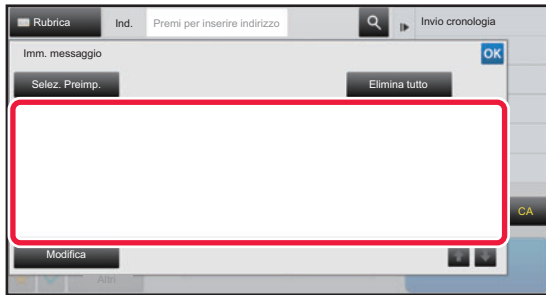 Rubrica Ind. Premi per inserire indirizzo Invio cronologia
Imm. messaggio OK
Selez. Preimp. Elimina tutto
CA
Modifica
Altri